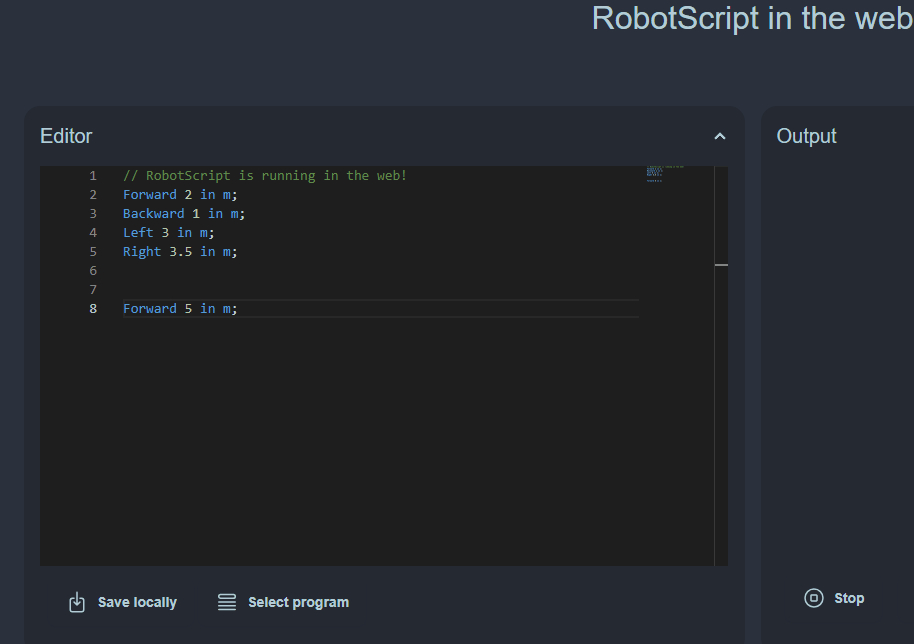 RobotScript in the web
Editor
1 // RobotScript is running in the web!
2 Forward 2 in m;
3 Backward 1 in m;
4 Left 3 in m;
5 Right 3.5 in m;
6
7
8 Forward 5 in m;
Save locally
Select program
Output
Stop